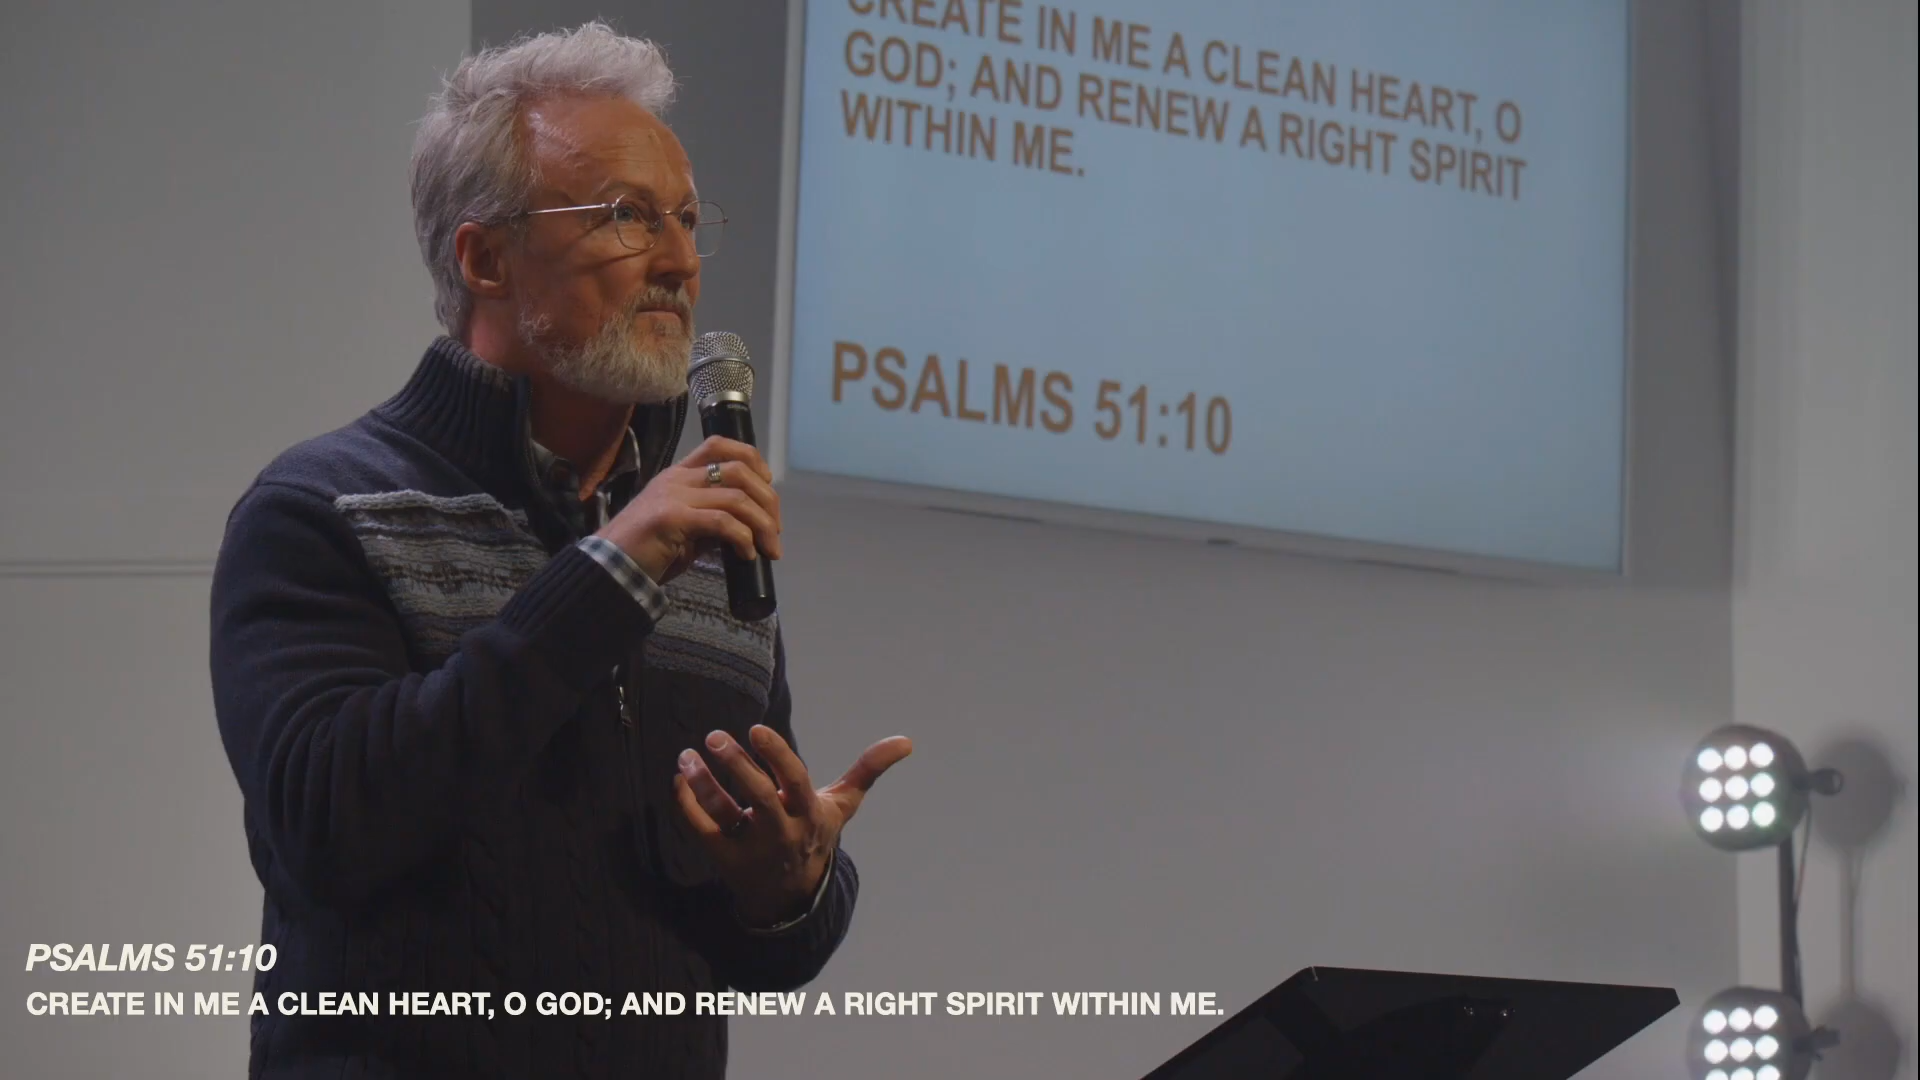 CREATE IN ME A CLEAN HEART, O
GOD; AND RENEW A RIGHT SPIRIT
WITHIN ME.
PSALMS 51:10
PSALMS 51:10
CREATE IN ME A CLEAN HEART, O GOD; AND RENEW A RIGHT SPIRIT WITHIN ME.